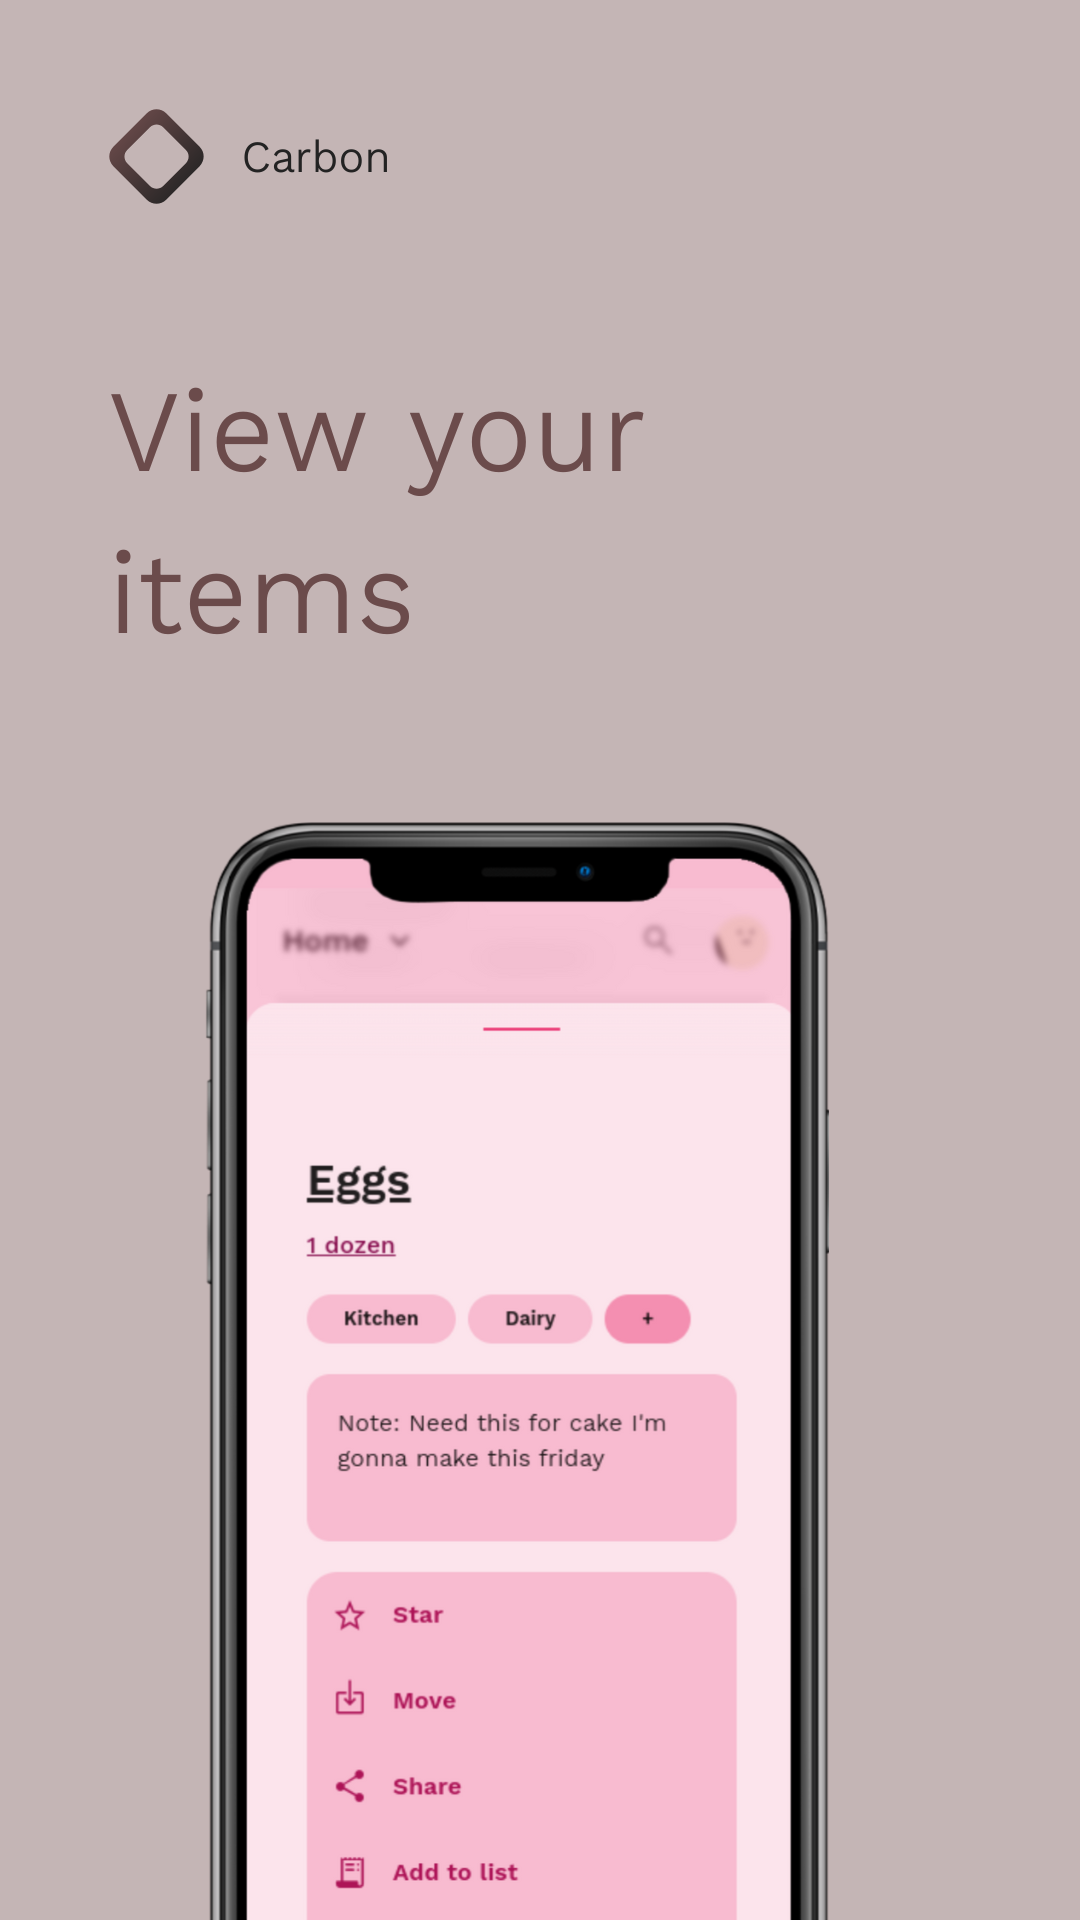 Carbon
View your
items
Home
Eggs
1 dozen
Kitchen Dairy +
Note: Need this for cake I'm
gonna make this friday
Star
Move
Share
Add to list